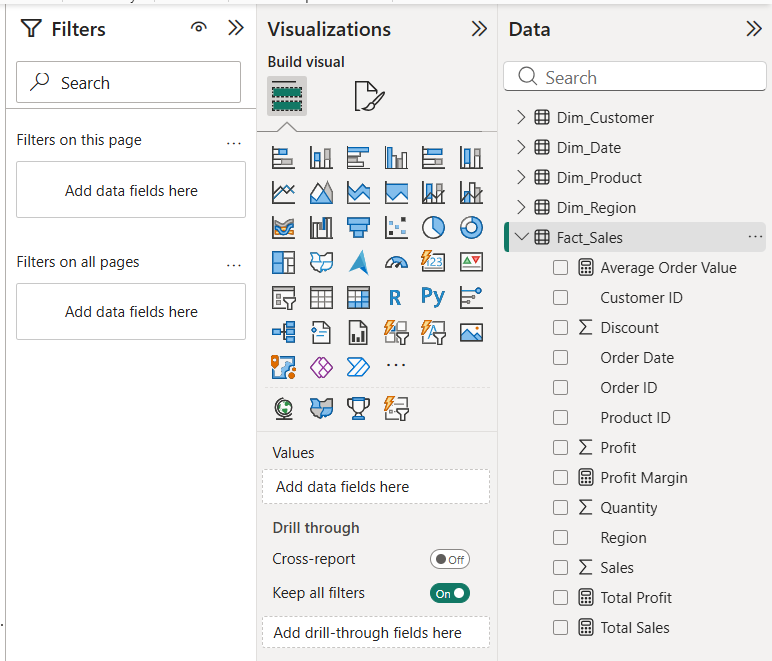 Filters
Search
Filters on this page
...
Add data fields here
Filters on all pages
...
Add data fields here
Visualizations
Build visual
123
R
Py
...
Values
Add data fields here
Drill through
Cross-report
Off
Keep all filters
On
Add drill-through fields here
Data
Search
Dim_Customer
Dim_Date
Dim_Product
Dim_Region
Fact_Sales
...
Average Order Value
Customer ID
Σ Discount
Order Date
Order ID
Product ID
Σ Profit
Profit Margin
Σ Quantity
Region
Σ Sales
Total Profit
Total Sales